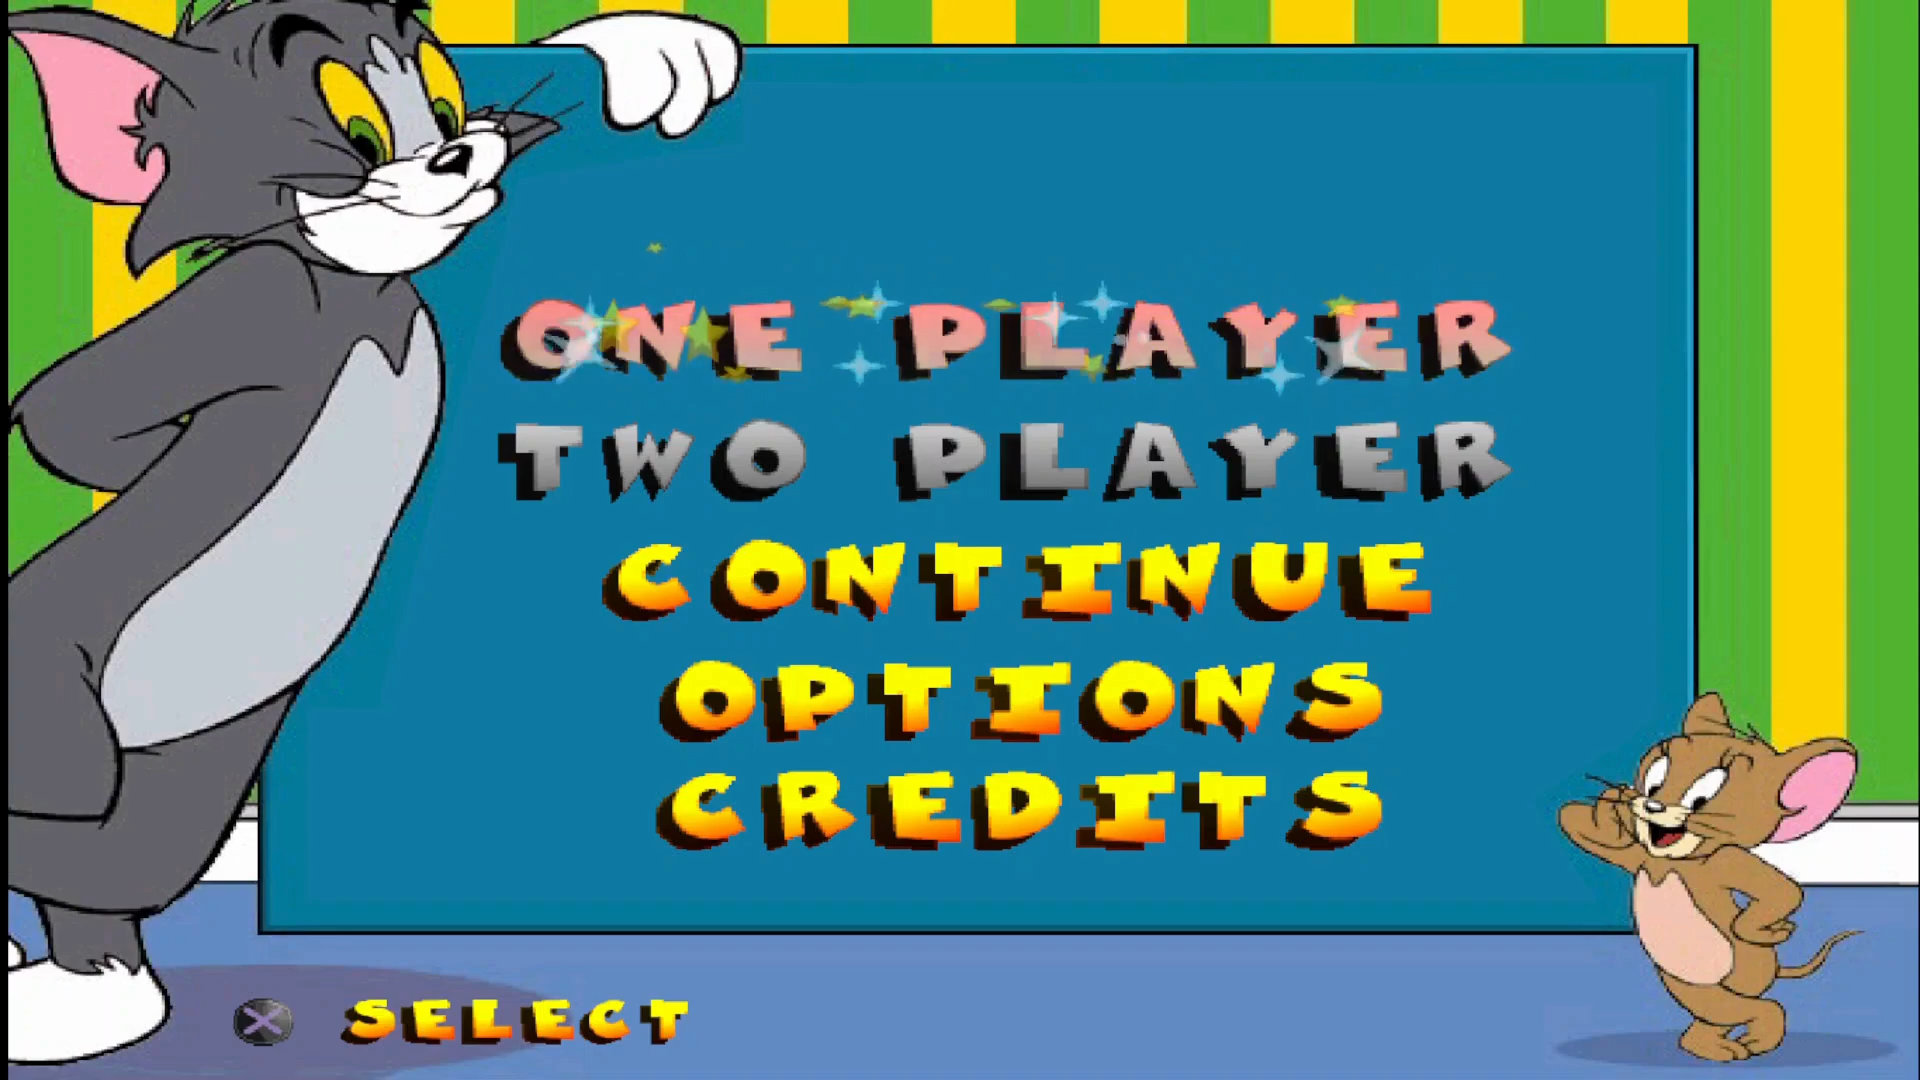 ONE PLAYER
TWO PLAYER
CONTINUE
OPTIONS
CREDITS
SELECT